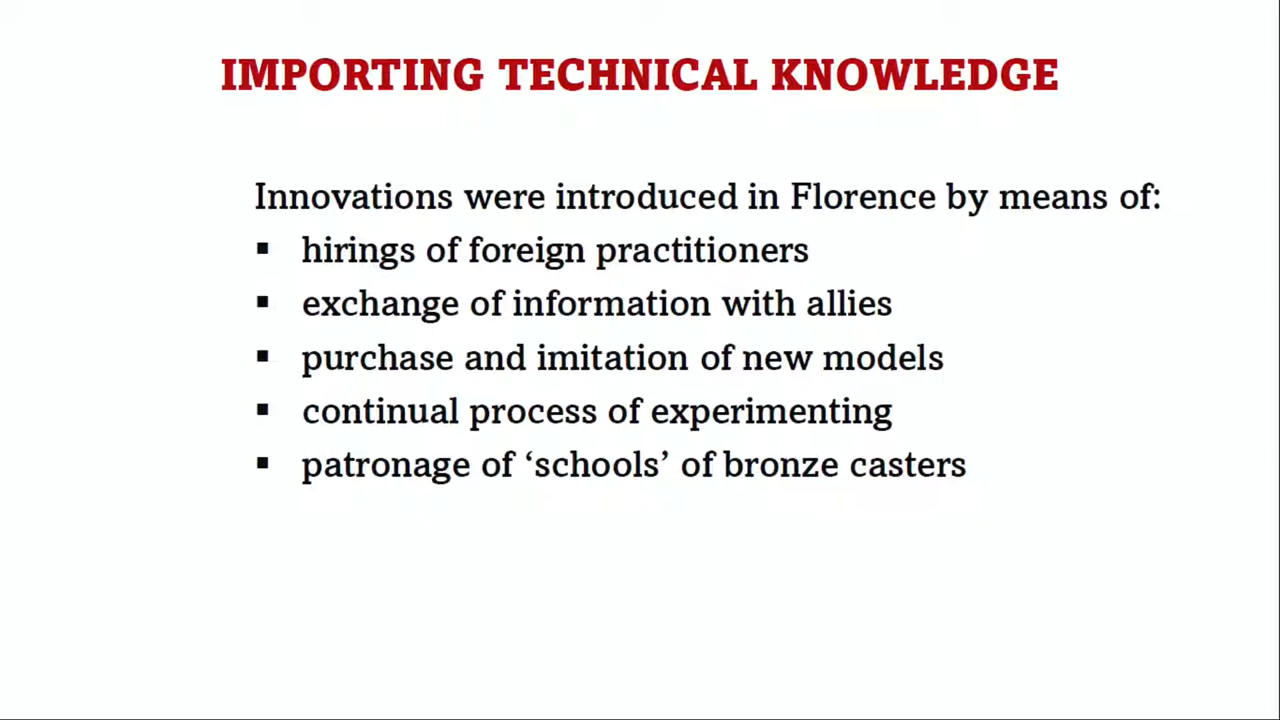 IMPORTING TECHNICAL KNOWLEDGE
Innovations were introduced in Florence by means of:
▪ hirings of foreign practitioners
▪ exchange of information with allies
▪ purchase and imitation of new models
▪ continual process of experimenting
▪ patronage of ‘schools’ of bronze casters